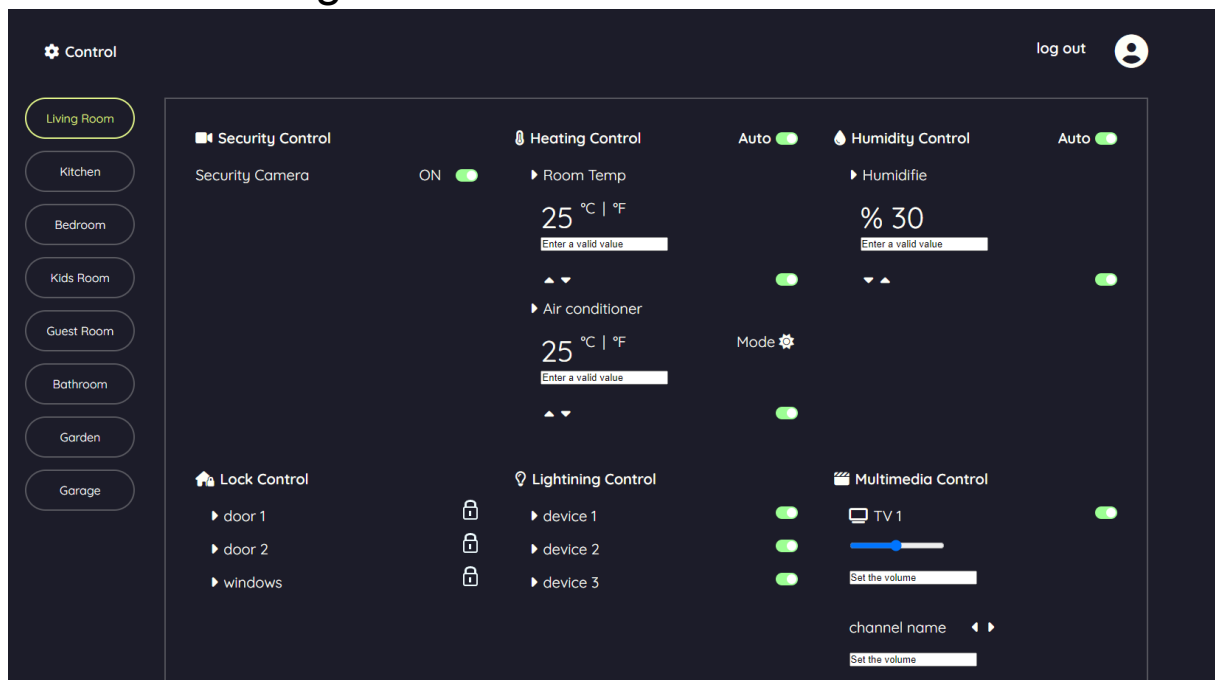 Control
log out
Living Room
Kitchen
Bedroom
Kids Room
Guest Room
Bathroom
Garden
Garage
Security Control
Security Camera ON
Heating Control Auto
Room Temp
25 °C | °F
Enter a valid value
Air conditioner
25 °C | °F Mode
Enter a valid value
Humidity Control Auto
Humidifie
% 30
Enter a valid value
Lock Control
door 1
door 2
windows
Lightining Control
device 1
device 2
device 3
Multimedia Control
TV 1
Set the volume
channel name
Set the volume